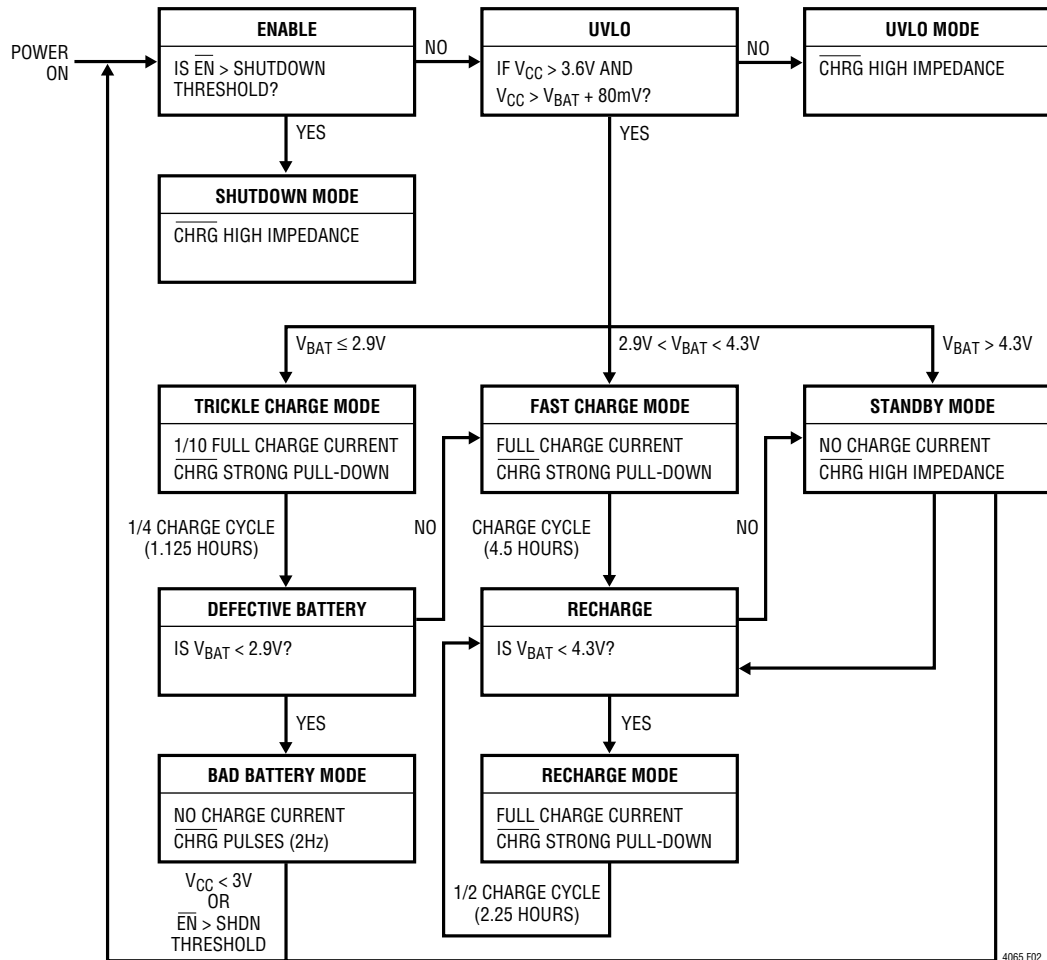 POWER
ON
ENABLE
IS EN > SHUTDOWN
THRESHOLD?
NO
UVLO
IF VCC > 3.6V AND
VCC > VBAT + 80mV?
NO
UVLO MODE
CHRG HIGH IMPEDANCE
YES
YES
SHUTDOWN MODE
CHRG HIGH IMPEDANCE
VBAT ≤ 2.9V
2.9V < VBAT < 4.3V
VBAT > 4.3V
TRICKLE CHARGE MODE
1/10 FULL CHARGE CURRENT
CHRG STRONG PULL-DOWN
FAST CHARGE MODE
FULL CHARGE CURRENT
CHRG STRONG PULL-DOWN
STANDBY MODE
NO CHARGE CURRENT
CHRG HIGH IMPEDANCE
1/4 CHARGE CYCLE
(1.125 HOURS)
NO
CHARGE CYCLE
(4.5 HOURS)
NO
DEFECTIVE BATTERY
IS VBAT < 2.9V?
RECHARGE
IS VBAT < 4.3V?
YES
YES
BAD BATTERY MODE
NO CHARGE CURRENT
CHRG PULSES (2Hz)
RECHARGE MODE
FULL CHARGE CURRENT
CHRG STRONG PULL-DOWN
VCC < 3V
OR
EN > SHDN
THRESHOLD
1/2 CHARGE CYCLE
(2.25 HOURS)
4065 F02